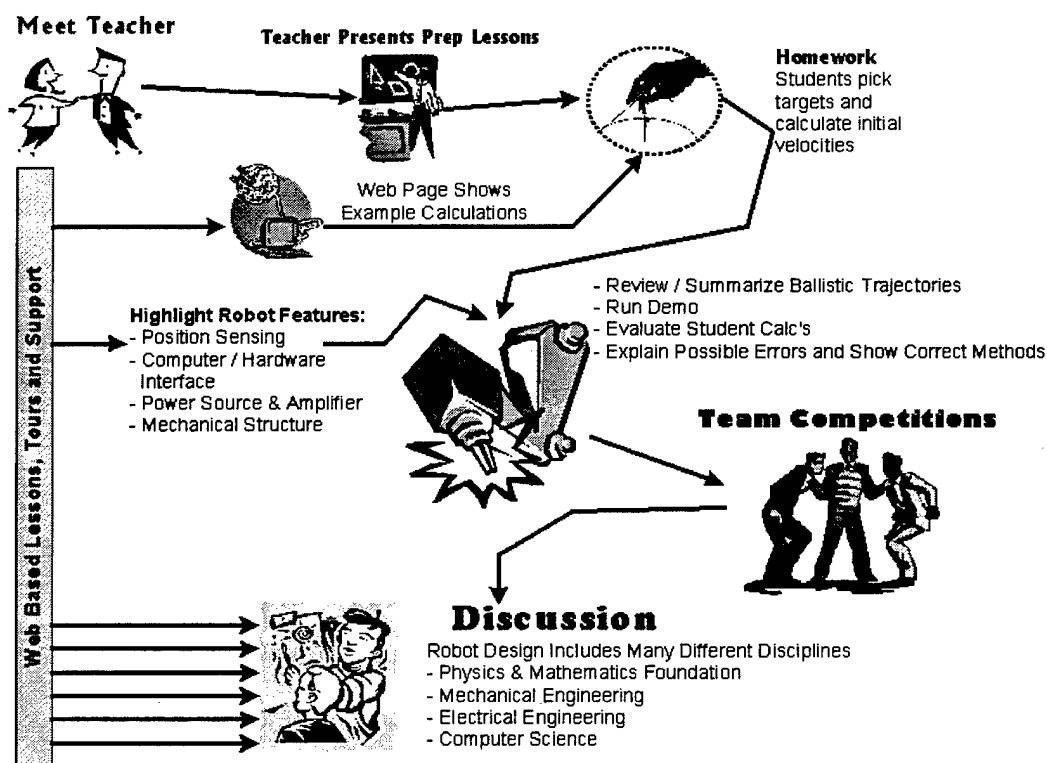 Meet Teacher
Teacher Presents Prep Lessons
Homework
Students pick
targets and
calculate initial
velocities
Web Page Shows
Example Calculations
Web Based Lessons, Tours and Support
Highlight Robot Features:
- Position Sensing
- Computer / Hardware
Interface
- Power Source & Amplifier
- Mechanical Structure
- Review / Summarize Ballistic Trajectories
- Run Demo
- Evaluate Student Calc's
- Explain Possible Errors and Show Correct Methods
Team Competitions
Discussion
Robot Design Includes Many Different Disciplines
- Physics & Mathematics Foundation
- Mechanical Engineering
- Electrical Engineering
- Computer Science